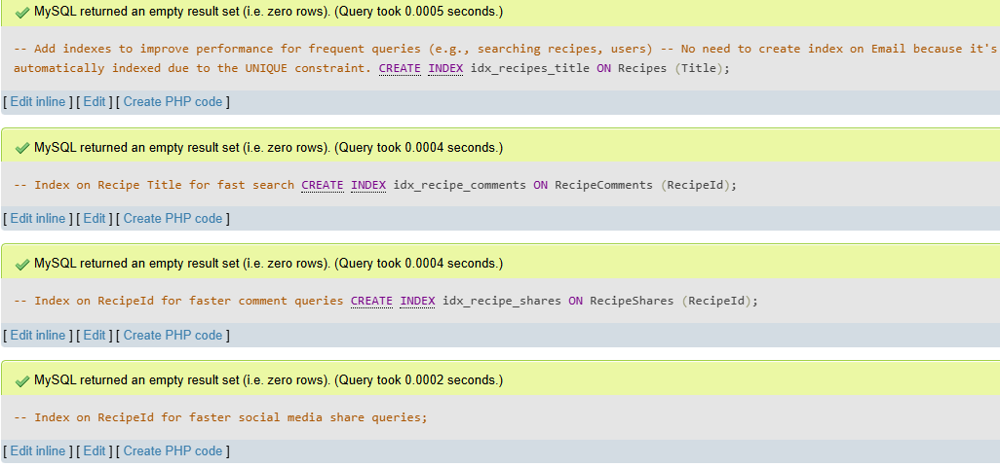 MySQL returned an empty result set (i.e. zero rows). (Query took 0.0005 seconds.)
-- Add indexes to improve performance for frequent queries (e.g., searching recipes, users) -- No need to create index on Email because it's
automatically indexed due to the UNIQUE constraint. CREATE INDEX idx_recipes_title ON Recipes (Title);
[ Edit inline ] [ Edit ] [ Create PHP code ]
MySQL returned an empty result set (i.e. zero rows). (Query took 0.0004 seconds.)
-- Index on Recipe Title for fast search CREATE INDEX idx_recipe_comments ON RecipeComments (RecipeId);
[ Edit inline ] [ Edit ] [ Create PHP code ]
MySQL returned an empty result set (i.e. zero rows). (Query took 0.0004 seconds.)
-- Index on RecipeId for faster comment queries CREATE INDEX idx_recipe_shares ON RecipeShares (RecipeId);
[ Edit inline ] [ Edit ] [ Create PHP code ]
MySQL returned an empty result set (i.e. zero rows). (Query took 0.0002 seconds.)
-- Index on RecipeId for faster social media share queries;
[ Edit inline ] [ Edit ] [ Create PHP code ]